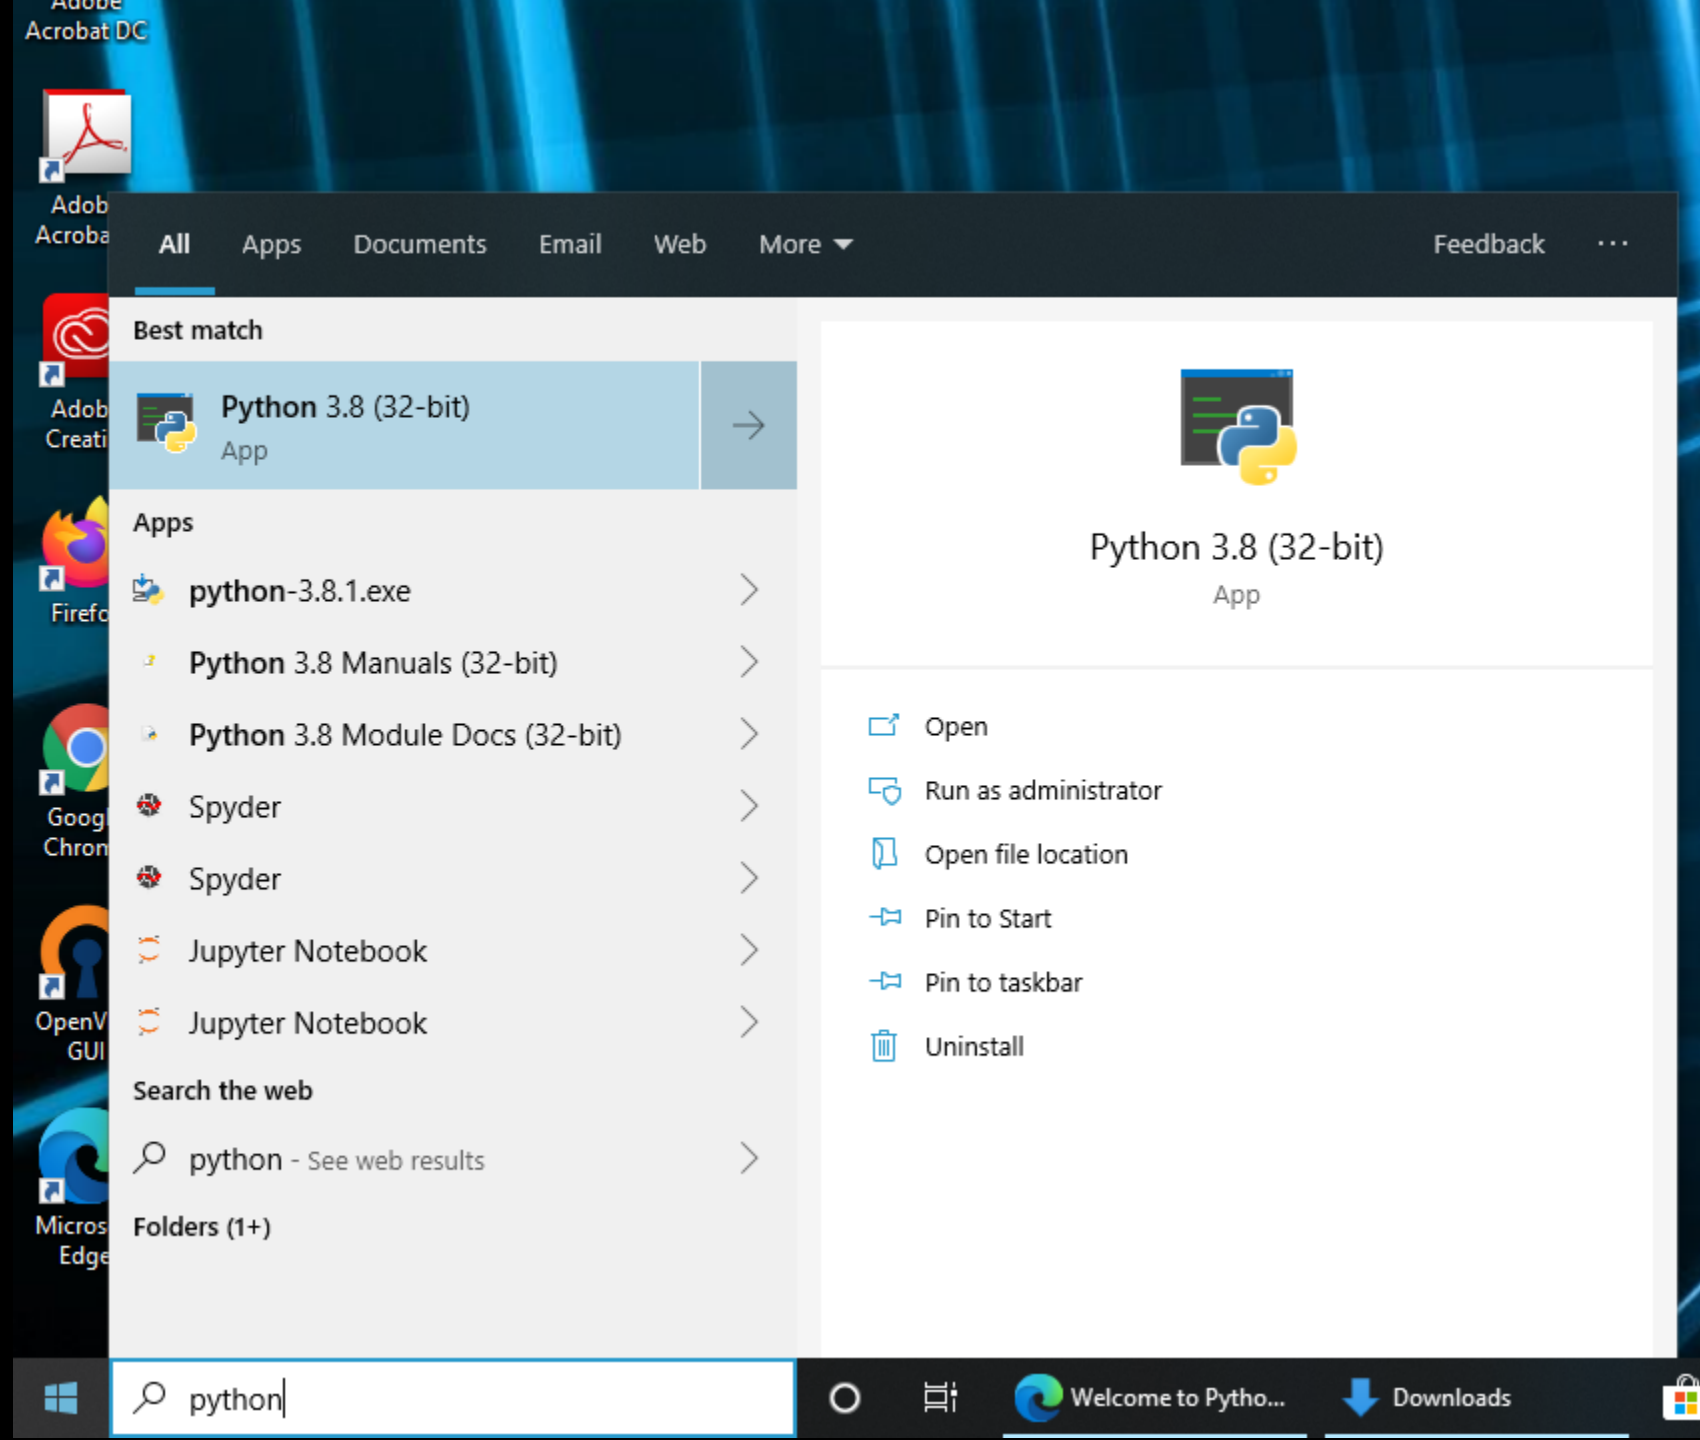 Adobe
Acrobat DC
Adob
Acroba
Adob
Creati
Firefo
Googl
Chrom
OpenV
GUI
Micros
Edge
All Apps Documents Email Web More Feedback ...
Best match
Python 3.8 (32-bit)
App
Apps
python-3.8.1.exe
Python 3.8 Manuals (32-bit)
Python 3.8 Module Docs (32-bit)
Spyder
Spyder
Jupyter Notebook
Jupyter Notebook
Search the web
python - See web results
Folders (1+)
Python 3.8 (32-bit)
App
Open
Run as administrator
Open file location
Pin to Start
Pin to taskbar
Uninstall
python
Welcome to Pytho...
Downloads